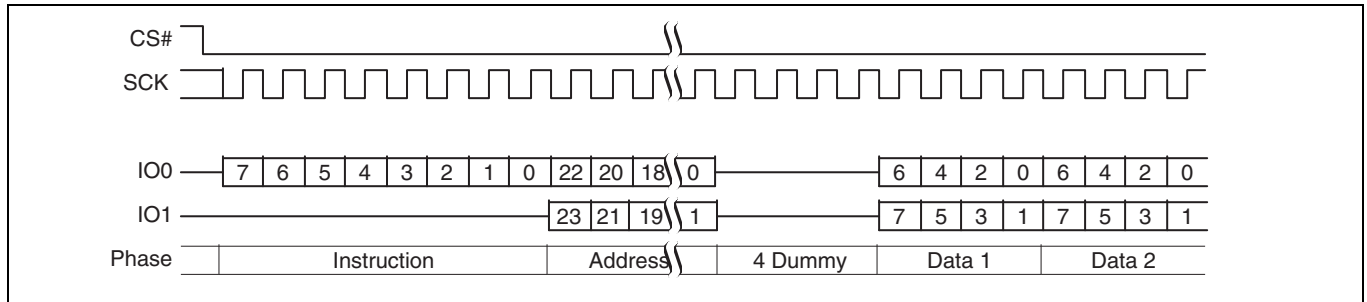 CS#
SCK
IO0 7 6 5 4 3 2 1 0 22 20 18 0 6 4 2 0 6 4 2 0
IO1 23 21 19 1 7 5 3 1 7 5 3 1
Phase Instruction Address 4 Dummy Data 1 Data 2